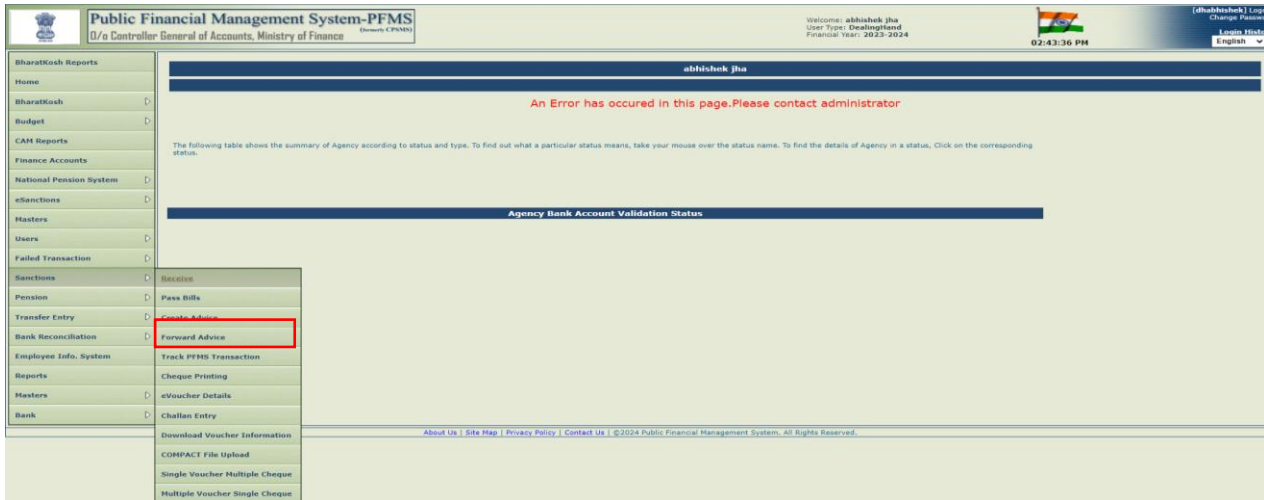 Public Financial Management System-PFMS
(formerly CPSMS)
O/o Controller General of Accounts, Ministry of Finance
Welcome: abhishek jha
User Type: DealingHand
Financial Year: 2023-2024
02:43:36 PM
[dhabhishek] Logo
Change Passwo
Login Histo
English
BharatKosh Reports
Home
BharatKosh
Budget
CAM Reports
Finance Accounts
National Pension System
eSanctions
Masters
Users
Failed Transaction
Sanctions
Pension
Transfer Entry
Bank Reconciliation
Employee Info. System
Reports
Masters
Bank
Receive
Pass Bills
Create Advice
Forward Advice
Track PFMS Transaction
Cheque Printing
eVoucher Details
Challan Entry
Download Voucher Information
COMPACT File Upload
Single Voucher Multiple Cheque
Multiple Voucher Single Cheque
abhishek jha
An Error has occured in this page.Please contact administrator
The following table shows the summary of Agency according to status and type. To find out what a particular status means, take your mouse over the status name. To find the details of Agency in a status, Click on the corresponding
status.
Agency Bank Account Validation Status
About Us | Site Map | Privacy Policy | Contact Us | ©2024 Public Financial Management System. All Rights Reserved.